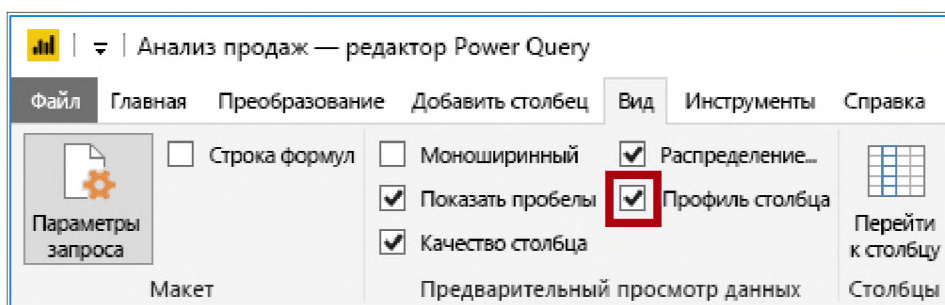 Анализ продаж — редактор Power Query
Файл Главная Преобразование Добавить столбец Вид Инструменты Справка
Параметры запроса
Строка формул
Макет
Моноширинный
Показать пробелы
Качество столбца
Распределение...
Профиль столбца
Предварительный просмотр данных
Перейти к столбцу
Столбцы